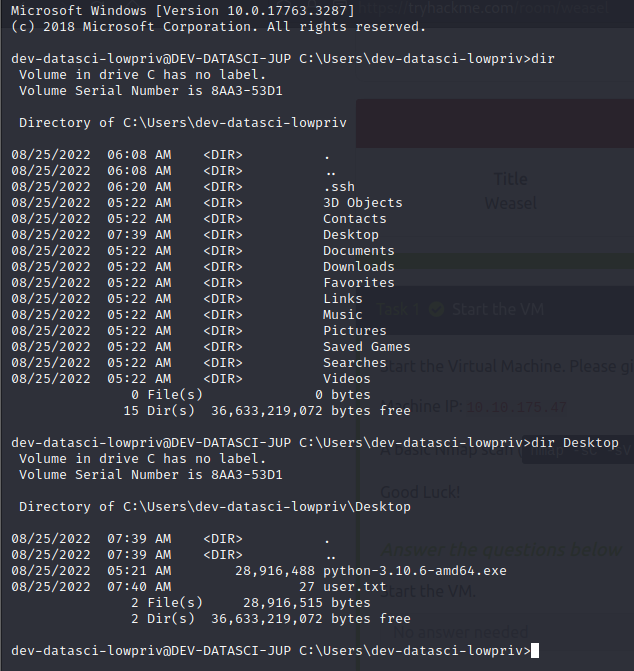 Microsoft Windows [Version 10.0.17763.3287]
(c) 2018 Microsoft Corporation. All rights reserved.
dev-datasci-lowpriv@DEV-DATASCI-JUP C:\Users\dev-datasci-lowpriv>dir
 Volume in drive C has no label.
 Volume Serial Number is 8AA3-53D1
 Directory of C:\Users\dev-datasci-lowpriv
08/25/2022  06:08 AM    <DIR>          .
08/25/2022  06:08 AM    <DIR>          ..
08/25/2022  06:20 AM    <DIR>          .ssh
08/25/2022  05:22 AM    <DIR>          3D Objects
08/25/2022  05:22 AM    <DIR>          Contacts
08/25/2022  07:39 AM    <DIR>          Desktop
08/25/2022  05:22 AM    <DIR>          Documents
08/25/2022  05:22 AM    <DIR>          Downloads
08/25/2022  05:22 AM    <DIR>          Favorites
08/25/2022  05:22 AM    <DIR>          Links
08/25/2022  05:22 AM    <DIR>          Music
08/25/2022  05:22 AM    <DIR>          Pictures
08/25/2022  05:22 AM    <DIR>          Saved Games
08/25/2022  05:22 AM    <DIR>          Searches
08/25/2022  05:22 AM    <DIR>          Videos
               0 File(s)              0 bytes
              15 Dir(s)  36,633,219,072 bytes free
dev-datasci-lowpriv@DEV-DATASCI-JUP C:\Users\dev-datasci-lowpriv>dir Desktop
 Volume in drive C has no label.
 Volume Serial Number is 8AA3-53D1
 Directory of C:\Users\dev-datasci-lowpriv\Desktop
08/25/2022  07:39 AM    <DIR>          .
08/25/2022  07:39 AM    <DIR>          ..
08/25/2022  05:21 AM        28,916,488 python-3.10.6-amd64.exe
08/25/2022  07:40 AM                27 user.txt
               2 File(s)     28,916,515 bytes
               2 Dir(s)  36,633,219,072 bytes free
dev-datasci-lowpriv@DEV-DATASCI-JUP C:\Users\dev-datasci-lowpriv>
Title
Weasel
Task 1
Start the VM
Start the Virtual Machine. Please
Machine IP: 10.10.175.47
A basic Nmap scan
Good Luck!
Answer the questions below
Start the VM.
No answer needed